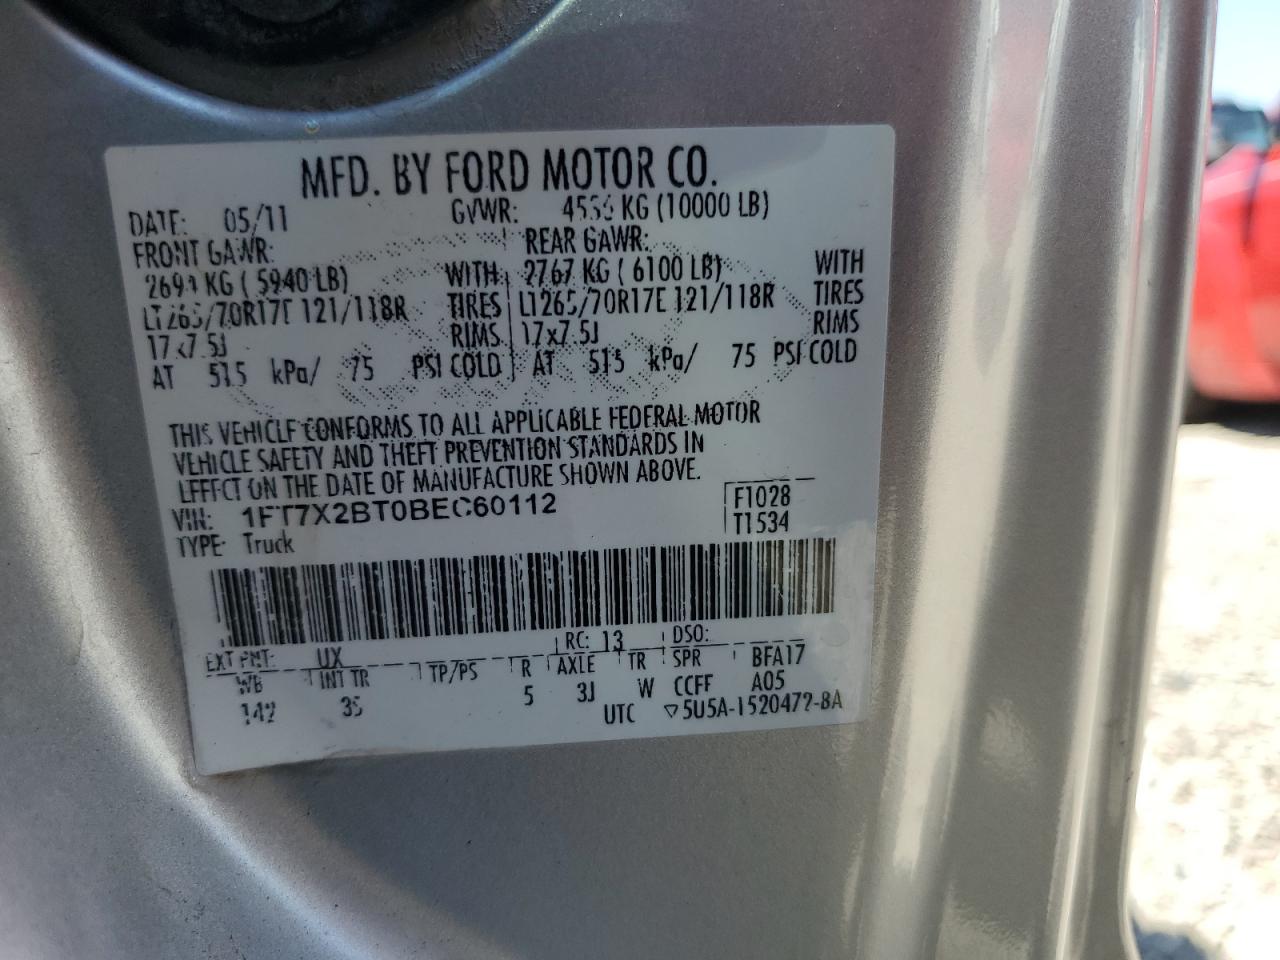 MFD. BY FORD MOTOR CO.
DATE: 05/11 GVWR: 4536 KG (10000 LB)
FRONT GAWR: REAR GAWR:
2694 KG ( 5940 LB) WITH 2767 KG ( 6100 LB) WITH
LT265/70R17E 121/118R TIRES LT265/70R17E 121/118R TIRES
17x7.5J RIMS 17x7.5J RIMS
AT 515 kPa/ 75 PSI COLD AT 515 kPa/ 75 PSI COLD
THIS VEHICLE CONFORMS TO ALL APPLICABLE FEDERAL MOTOR
VEHICLE SAFETY AND THEFT PREVENTION STANDARDS IN
EFFECT ON THE DATE OF MANUFACTURE SHOWN ABOVE.
VIN: 1FT7X2BT0BEC60112 F1028
TYPE: Truck T1534
EXT PNT: UX RC: 13 DSO:
WB INT TR TP/PS R AXLE TR SPR BFA17
142 3S 5 3J W CCFF A05
UTC ▽5U5A-1520472-BA